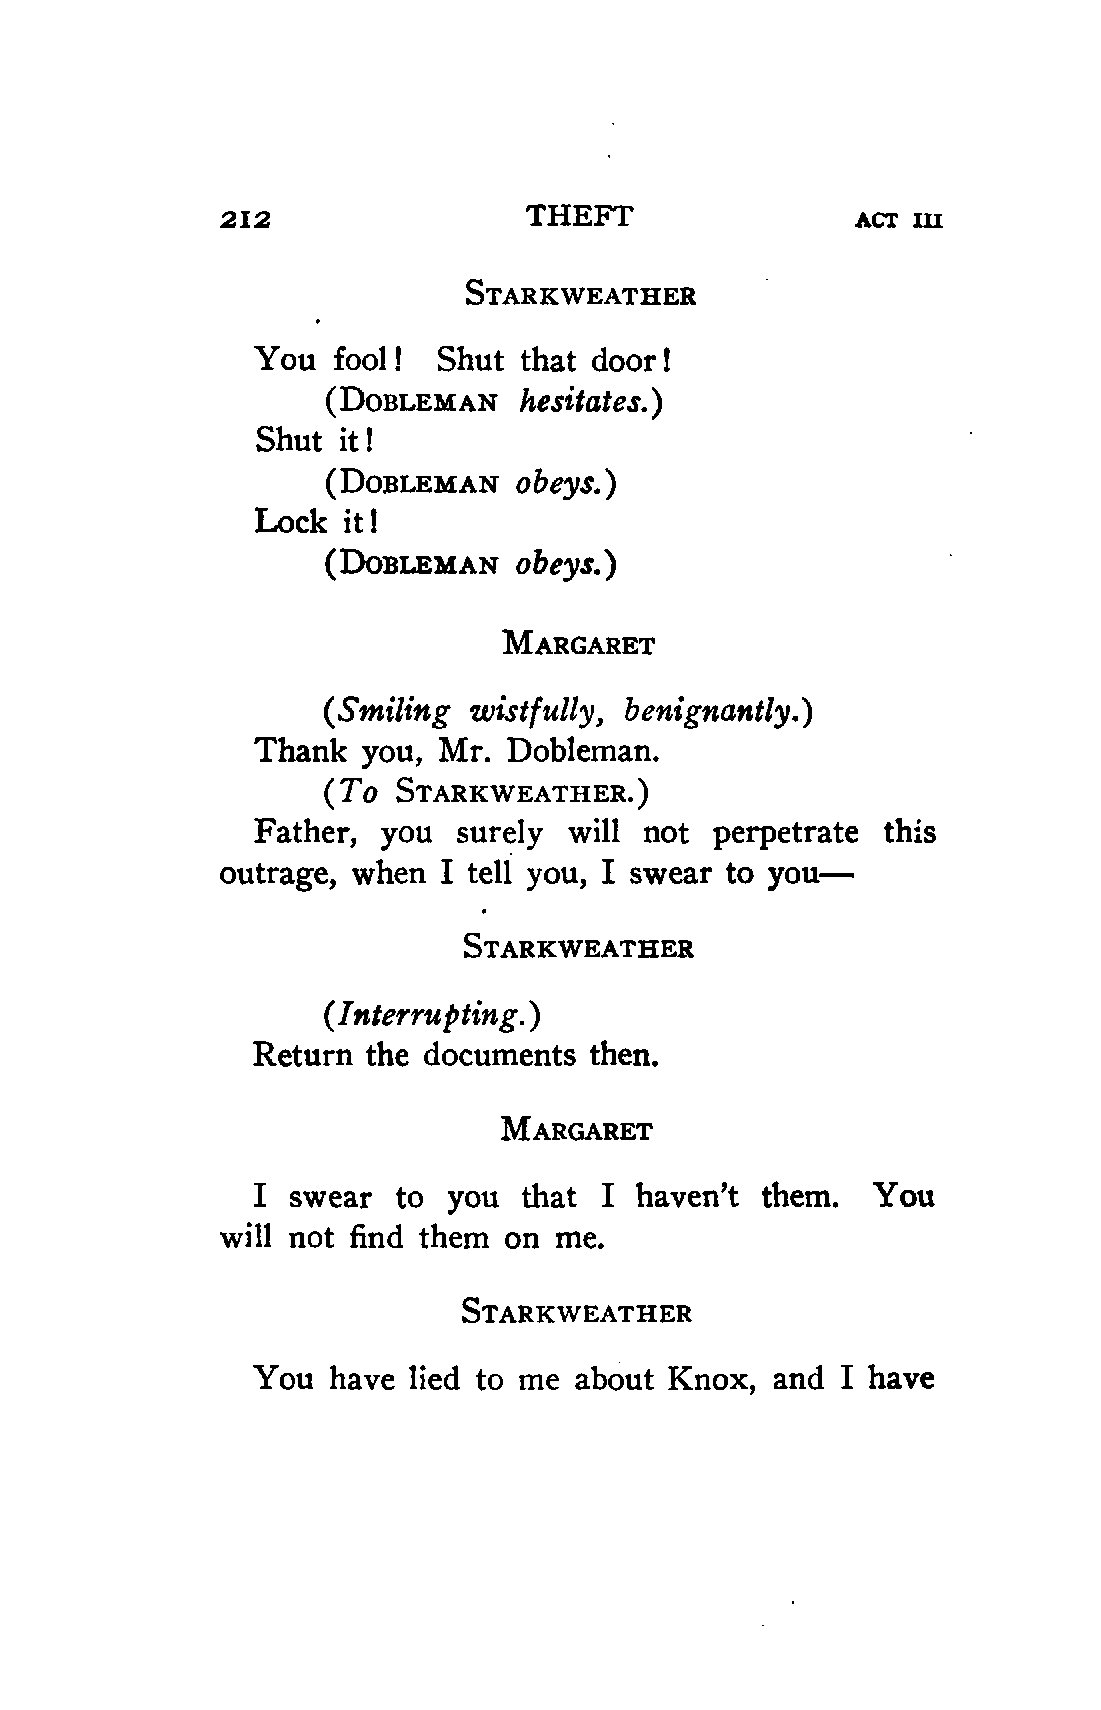 212 THEFT ACT III
STARKWEATHER
You fool! Shut that door!
(DOBLEMAN hesitates.)
Shut it!
(DOBLEMAN obeys.)
Lock it!
(DOBLEMAN obeys.)
MARGARET
(Smiling wistfully, benignantly.)
Thank you, Mr. Dobleman.
(To STARKWEATHER.)
Father, you surely will not perpetrate this
outrage, when I tell you, I swear to you—
STARKWEATHER
(Interrupting.)
Return the documents then.
MARGARET
I swear to you that I haven't them. You
will not find them on me.
STARKWEATHER
You have lied to me about Knox, and I have